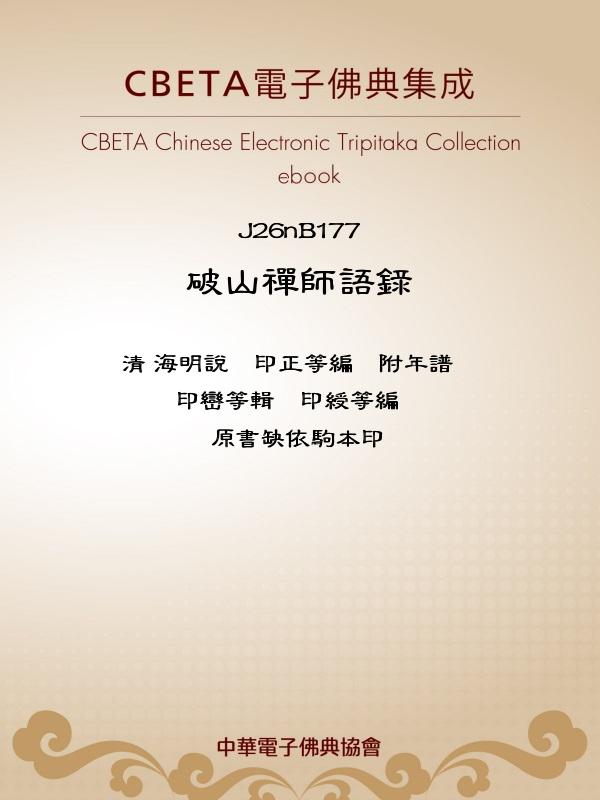 CBETA電子佛典集成
CBETA Chinese Electronic Tripitaka Collection
ebook
J26nB177
破山禪師語錄
清 海明說　印正等編　附年譜
印巒等輯　印綬等編
原書缺依駒本印
中華電子佛典協會